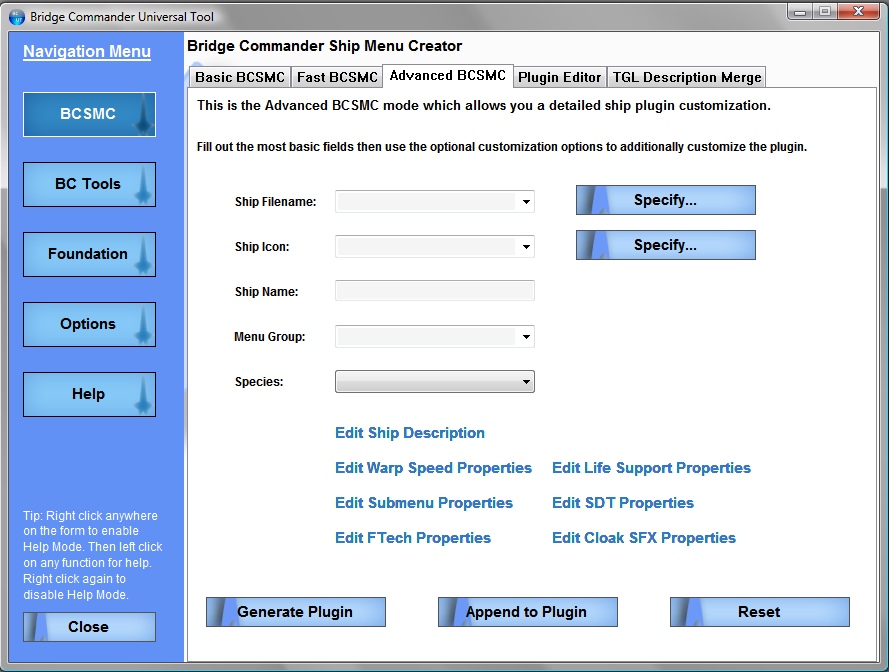 Bridge Commander Universal Tool
Navigation Menu
BCSMC
BC Tools
Foundation
Options
Help
Tip: Right click anywhere
on the form to enable
Help Mode. Then left click
on any function for help.
Right click again to
disable Help Mode.
Close
Bridge Commander Ship Menu Creator
Basic BCSMC Fast BCSMC Advanced BCSMC Plugin Editor TGL Description Merge
This is the Advanced BCSMC mode which allows you a detailed ship plugin customization.
Fill out the most basic fields then use the optional customization options to additionally customize the plugin.
Ship Filename: Specify...
Ship Icon: Specify...
Ship Name:
Menu Group:
Species:
Edit Ship Description
Edit Warp Speed Properties Edit Life Support Properties
Edit Submenu Properties Edit SDT Properties
Edit FTech Properties Edit Cloak SFX Properties
Generate Plugin Append to Plugin Reset